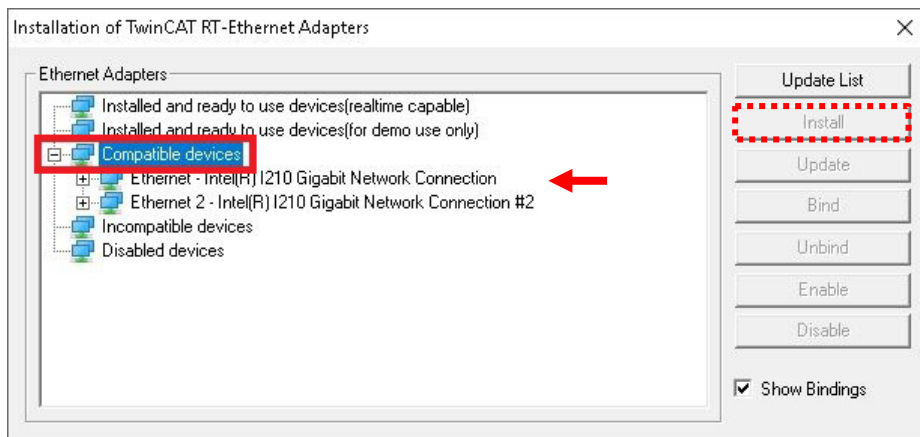 Installation of TwinCAT RT-Ethernet Adapters
Ethernet Adapters
Installed and ready to use devices(realtime capable)
Installed and ready to use devices(for demo use only)
Compatible devices
Ethernet - Intel(R) I210 Gigabit Network Connection
Ethernet 2 - Intel(R) I210 Gigabit Network Connection #2
Incompatible devices
Disabled devices
Update List
Install
Update
Bind
Unbind
Enable
Disable
Show Bindings